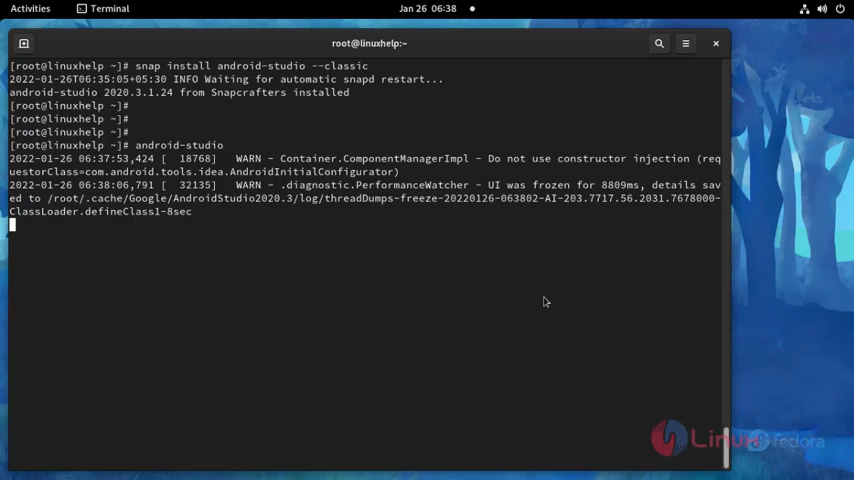 Activities
Terminal
Jan 26 06:38
root@linuxhelp:~
[root@linuxhelp ~]# snap install android-studio --classic
2022-01-26T06:35:05+05:30 INFO Waiting for automatic snapd restart...
android-studio 2020.3.1.24 from Snapcrafters installed
[root@linuxhelp ~]#
[root@linuxhelp ~]#
[root@linuxhelp ~]#
[root@linuxhelp ~]# android-studio
2022-01-26 06:37:53,424 [  18768]   WARN - Container.ComponentManagerImpl - Do not use constructor injection (req
uestorClass=com.android.tools.idea.AndroidInitialConfigurator)
2022-01-26 06:38:06,791 [  32135]   WARN - .diagnostic.PerformanceWatcher - UI was frozen for 8809ms, details sav
ed to /root/.cache/Google/AndroidStudio2020.3/log/threadDumps-freeze-20220126-063802-AI-203.7717.56.2031.7678000-
ClassLoader.defineClass1-8sec
fedora